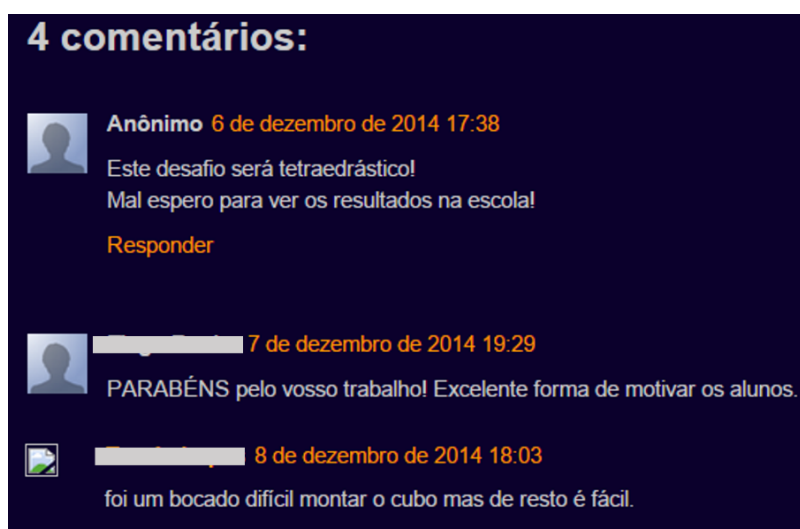 4 comentários:
Anônimo 6 de dezembro de 2014 17:38
Este desafio será tetraedrástico!
Mal espero para ver os resultados na escola!
Responder
7 de dezembro de 2014 19:29
PARABÉNS pelo vosso trabalho! Excelente forma de motivar os alunos.
8 de dezembro de 2014 18:03
foi um bocado difícil montar o cubo mas de resto é fácil.